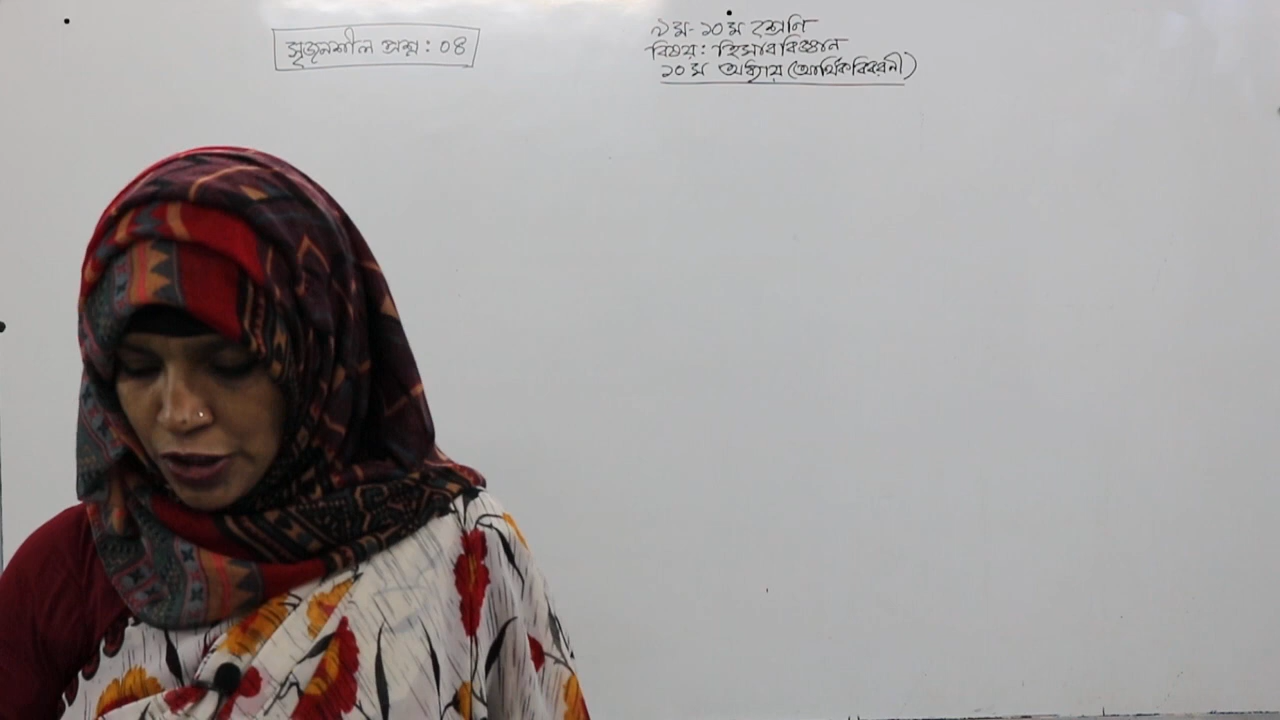 সৃজনশীল প্রশ্ন: ০৪
৯ম-১০ম শ্রেণি
বিষয়: হিসাববিজ্ঞান
১০ম অধ্যায় (আর্থিক বিবরণী)